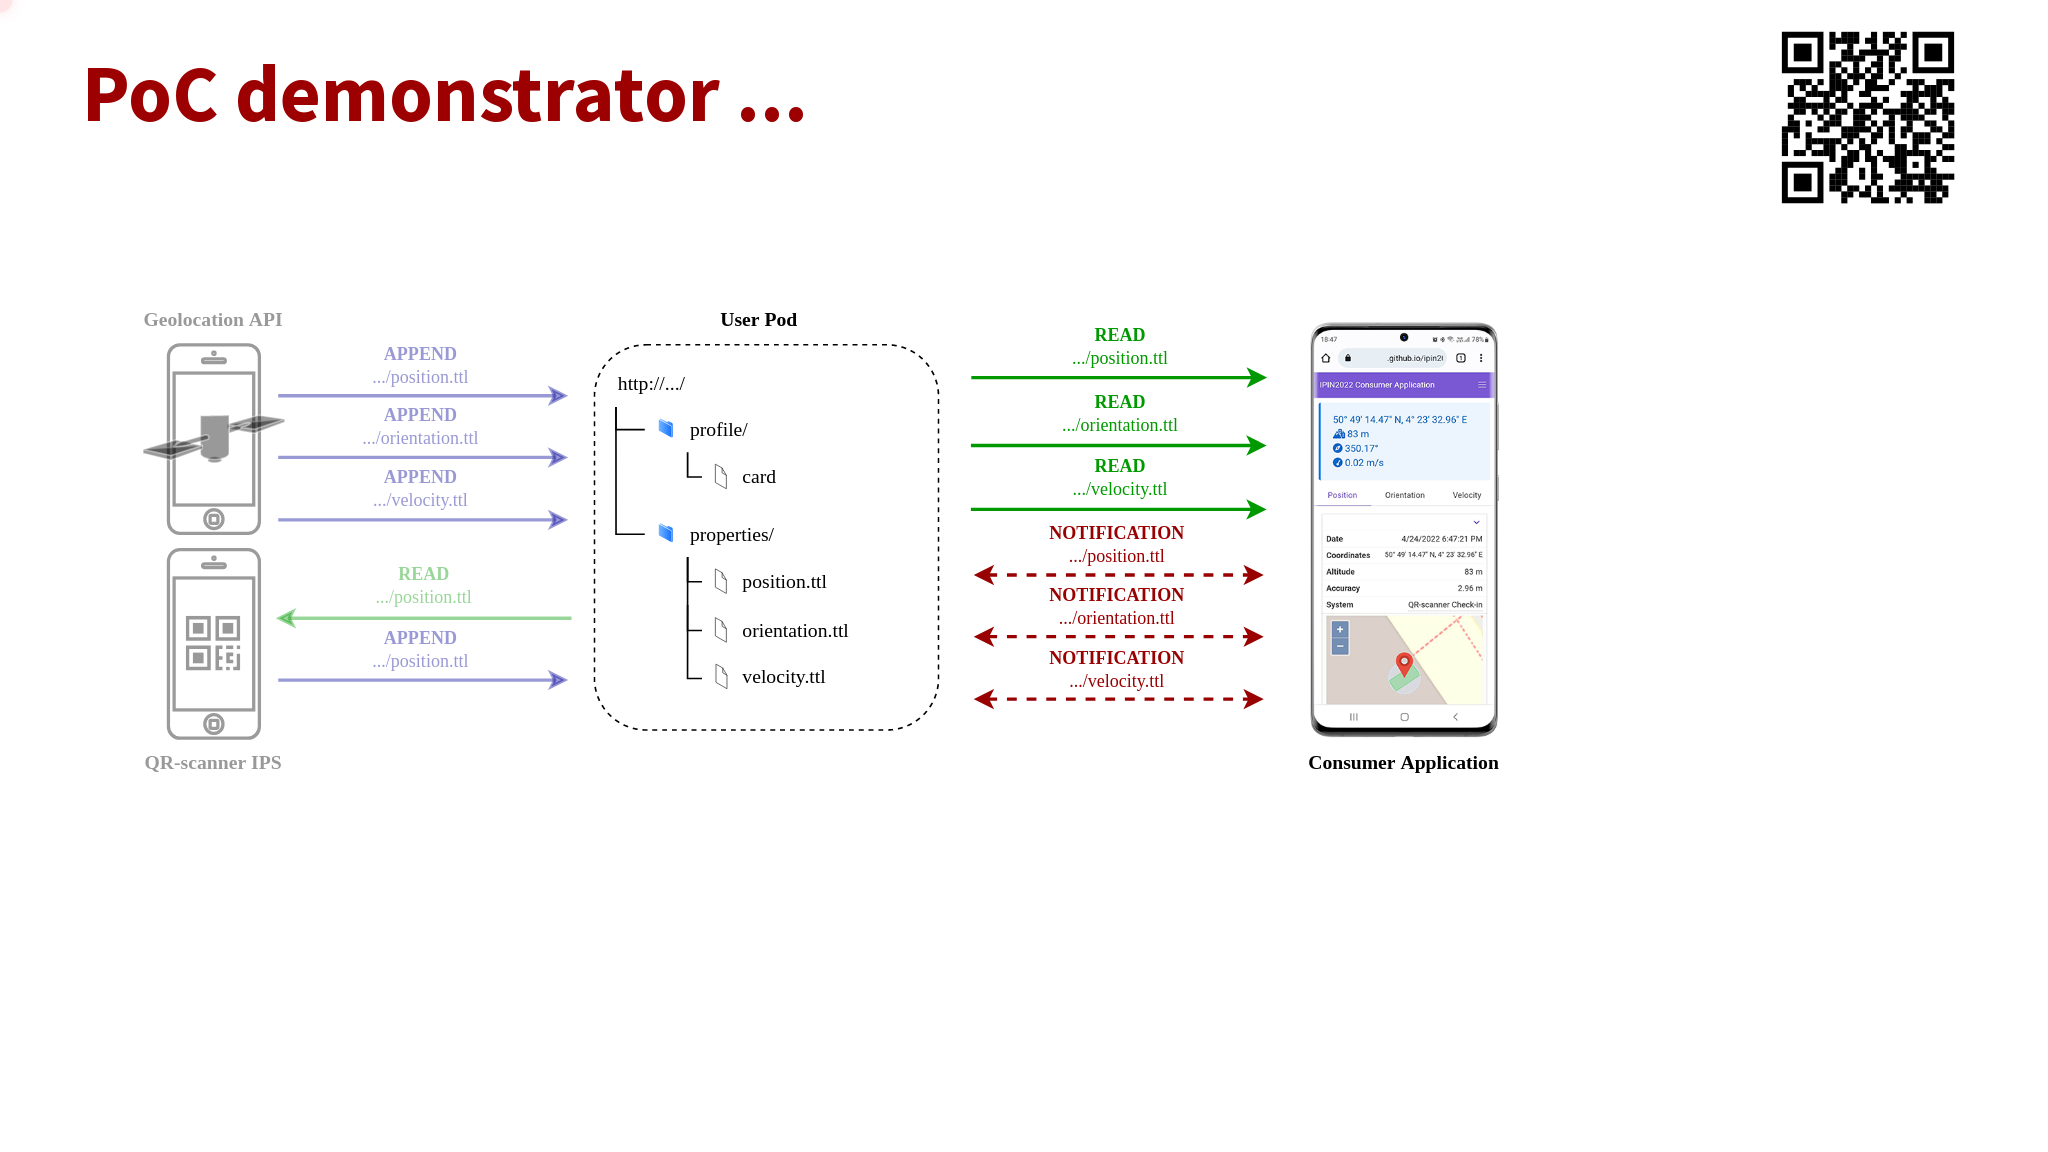 PoC demonstrator ...
Geolocation API
APPEND
.../position.ttl
APPEND
.../orientation.ttl
APPEND
.../velocity.ttl
READ
.../position.ttl
APPEND
.../position.ttl
QR-scanner IPS
User Pod
http://.../
profile/
card
properties/
position.ttl
orientation.ttl
velocity.ttl
READ
.../position.ttl
READ
.../orientation.ttl
READ
.../velocity.ttl
NOTIFICATION
.../position.ttl
NOTIFICATION
.../orientation.ttl
NOTIFICATION
.../velocity.ttl
18:47 78%
.github.io/ipin20
IPIN2022 Consumer Application
50° 49' 14.47" N, 4° 23' 32.96" E
83 m
350.17°
0.02 m/s
Position Orientation Velocity
Date 4/24/2022 6:47:21 PM
Coordinates 50° 49' 14.47" N, 4° 23' 32.96" E
Altitude 83 m
Accuracy 2.96 m
System QR-scanner Check-in
+
−
Consumer Application